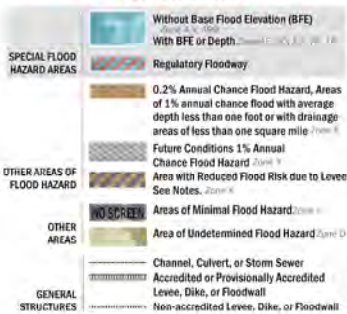 Without Base Flood Elevation (BFE)
With BFE or Depth
SPECIAL FLOOD
HAZARD AREAS
Regulatory Floodway
0.2% Annual Chance Flood Hazard, Areas
of 1% annual chance flood with average
depth less than one foot or with drainage
areas of less than one square mile Zone X
Future Conditions 1% Annual
Chance Flood Hazard Zone X
OTHER AREAS OF
FLOOD HAZARD
Area with Reduced Flood Risk due to Levee
See Notes. Zone X
NO SCREEN Areas of Minimal Flood Hazard Zone X
OTHER
AREAS
Area of Undetermined Flood Hazard Zone D
Channel, Culvert, or Storm Sewer
Accredited or Provisionally Accredited
Levee, Dike, or Floodwall
GENERAL
STRUCTURES
Non-accredited Levee, Dike, or Floodwall